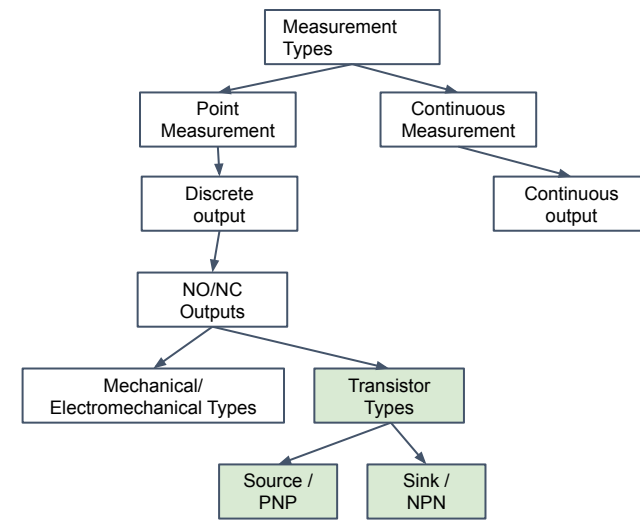 Measurement
Types
Point
Measurement
Continuous
Measurement
Discrete
output
Continuous
output
NO/NC
Outputs
Mechanical/
Electromechanical Types
Transistor
Types
Source /
PNP
Sink /
NPN